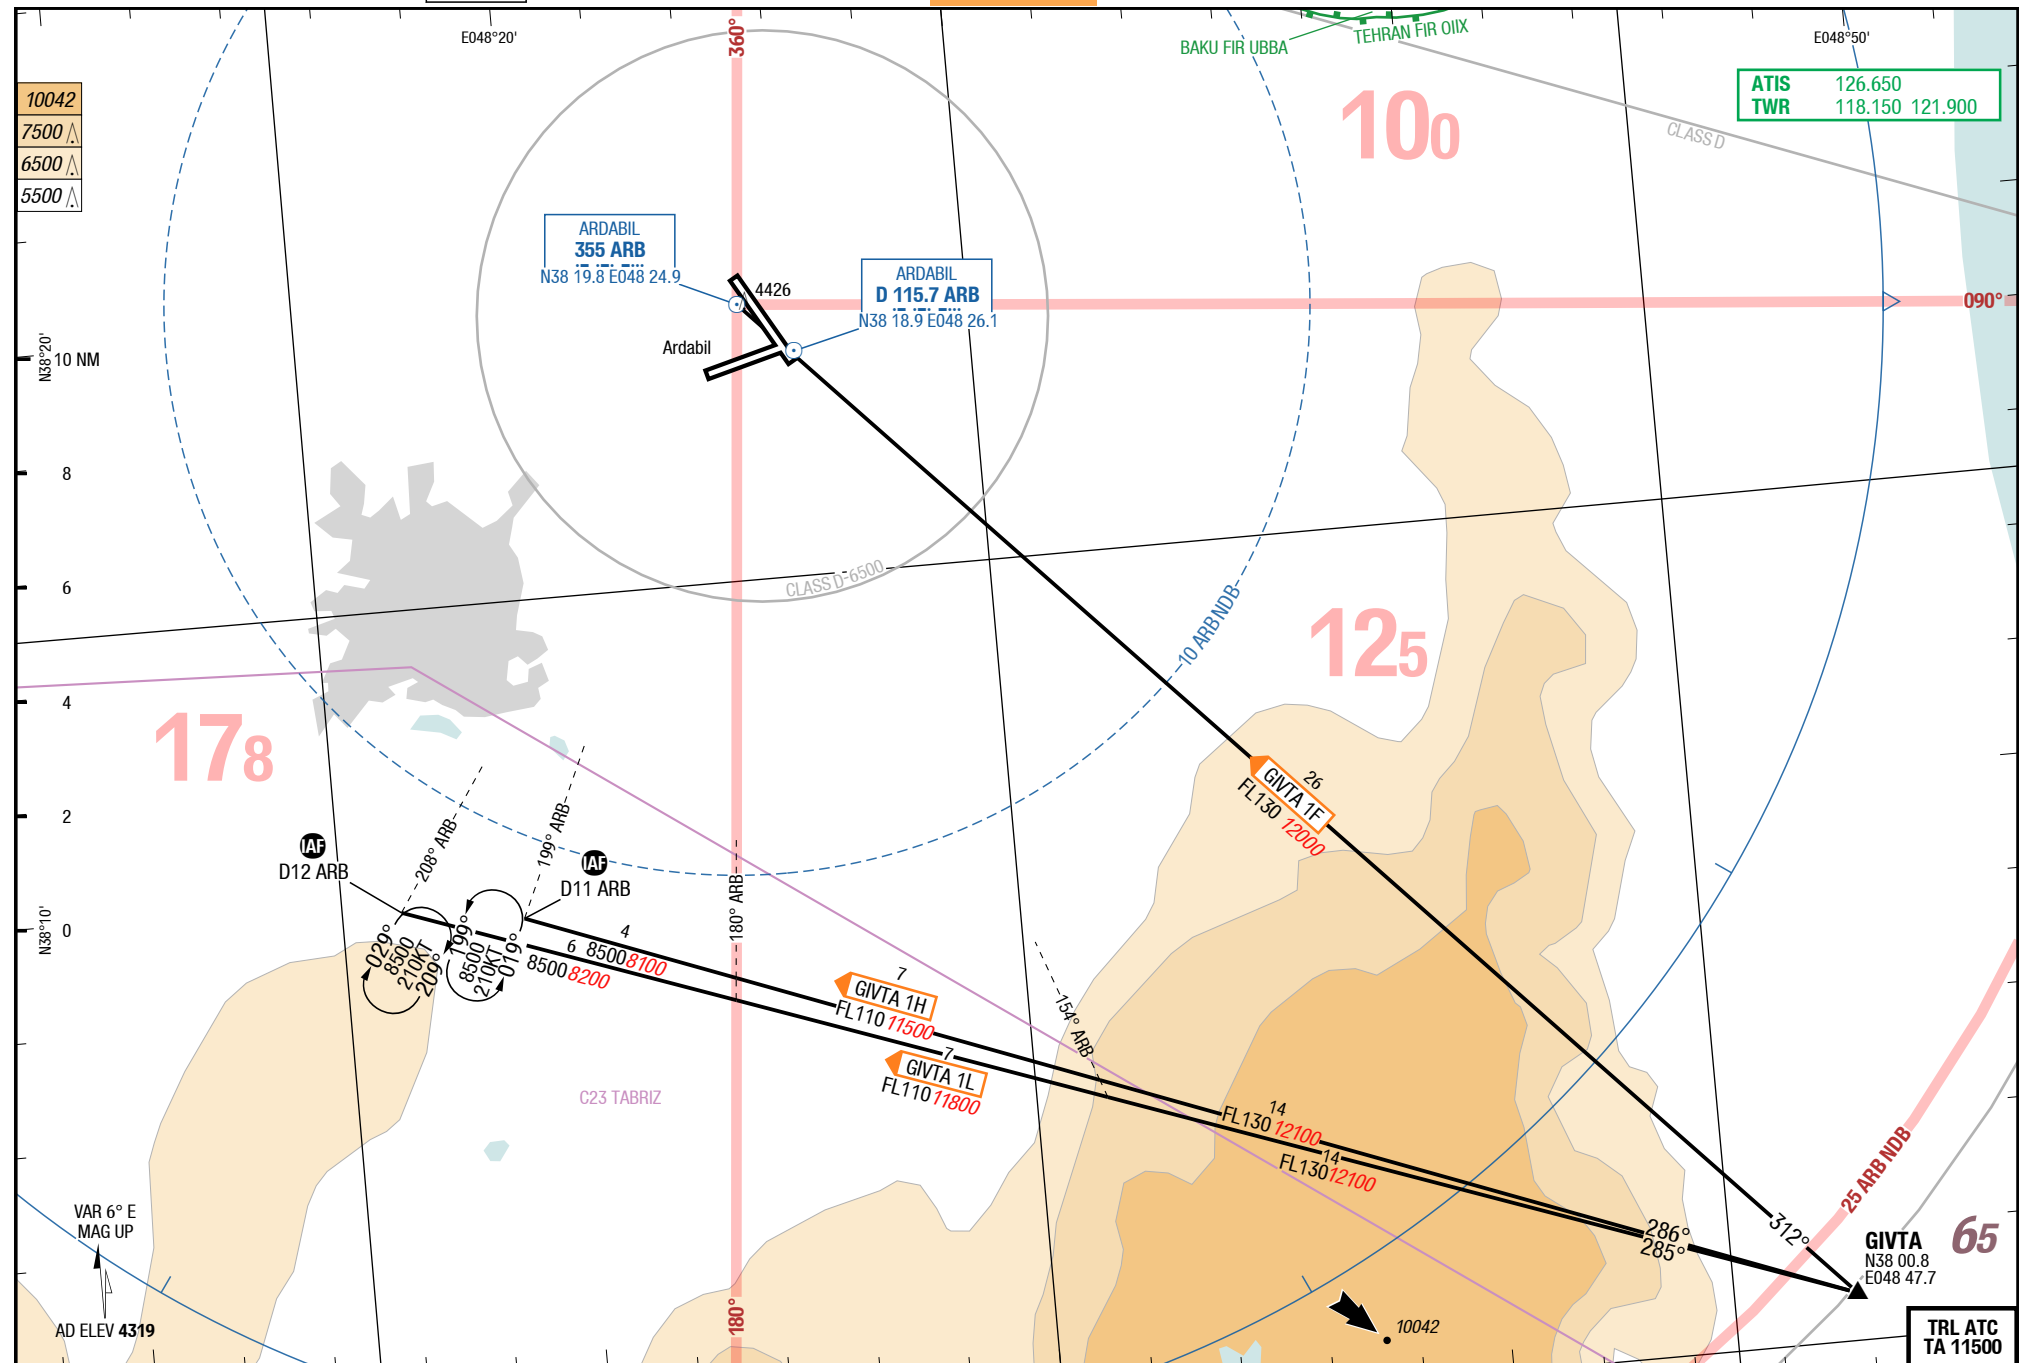 E048°20'
360°
BAKU FIR UBBA
TEHRAN FIR OIIX
E048°50'
ATIS 126.650
TWR 118.150 121.900
10042
7500
6500
5500
100
CLASS D
ARDABIL
355 ARB
N38 19.8 E048 24.9
ARDABIL
D 115.7 ARB
N38 18.9 E048 26.1
4426
090°
Ardabil
N38°20'
10 NM
8
6
4
2
0
N38°10'
CLASS D-6500
10 ARB NDB
125
178
IAF
D12 ARB
208° ARB
199° ARB
IAF
D11 ARB
180° ARB
26
GIVTA 1F
FL130 12000
029°
8500
210KT
209°
199°
8500
210KT
019°
4
8500 8100
6
8500 8200
7
GIVTA 1H
FL110 11500
7
GIVTA 1L
FL110 11800
154° ARB
C23 TABRIZ
14
FL130 12100
14
FL130 12100
286°
285°
312°
25 ARB NDB
GIVTA
N38 00.8
E048 47.7
65
VAR 6° E
MAG UP
AD ELEV 4319
180°
10042
TRL ATC
TA 11500